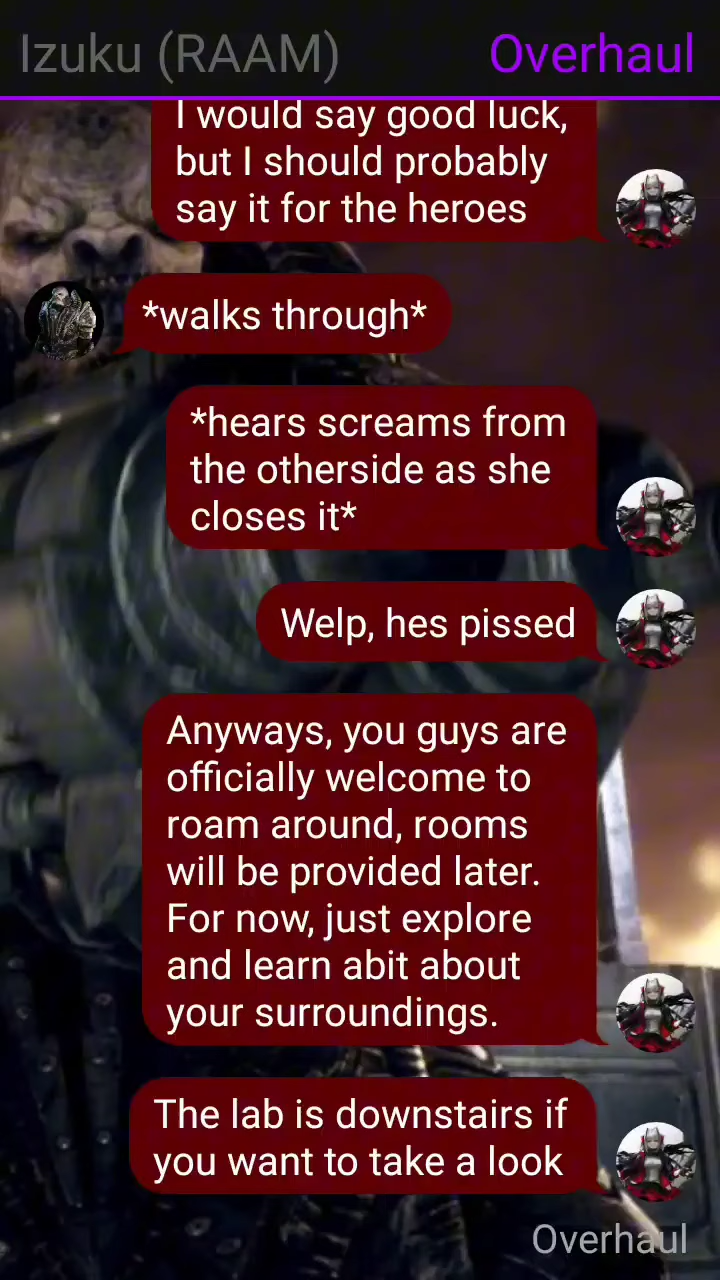 Izuku (RAAM) Overhaul
I would say good luck,
but I should probably
say it for the heroes
*walks through*
*hears screams from
the otherside as she
closes it*
Welp, hes pissed
Anyways, you guys are
officially welcome to
roam around, rooms
will be provided later.
For now, just explore
and learn abit about
your surroundings.
The lab is downstairs if
you want to take a look
Overhaul